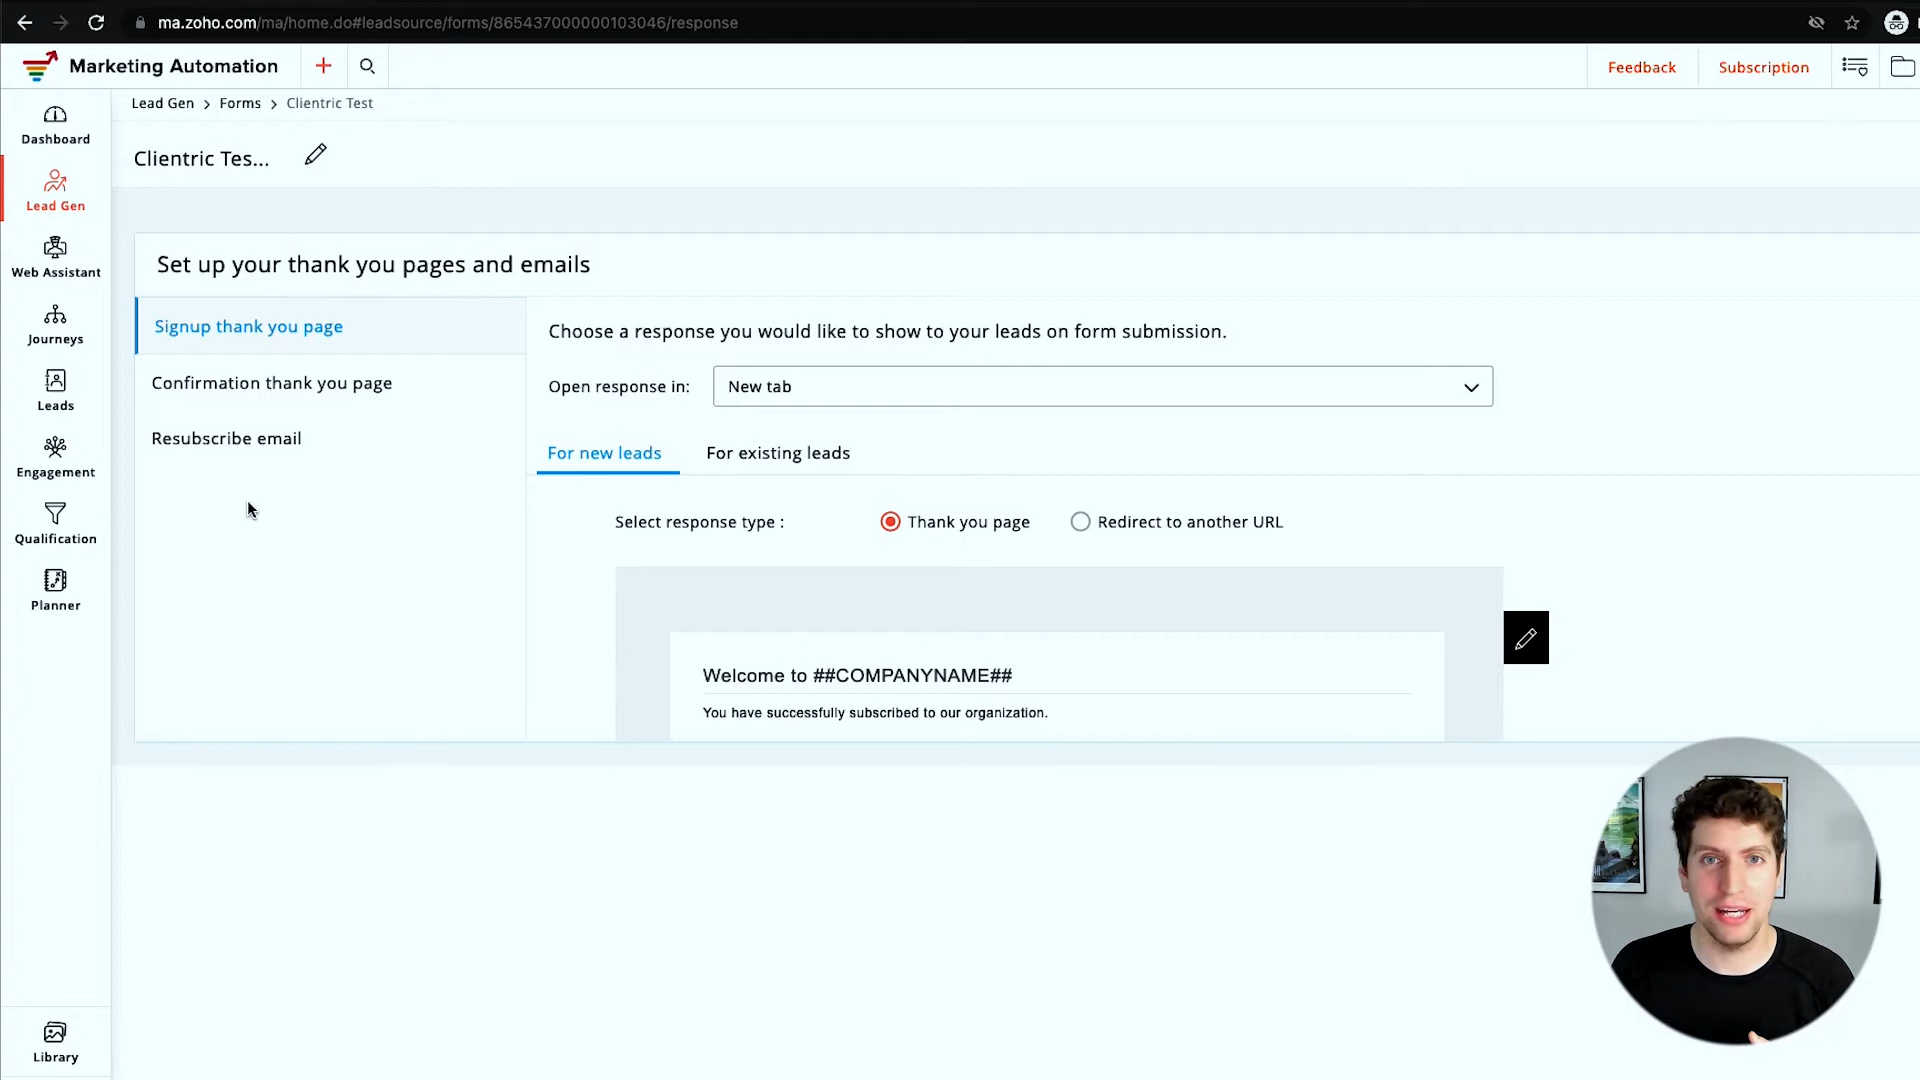 ma.zoho.com/ma/home.do#leadsource/forms/865437000000103046/response
Marketing Automation
Feedback
Subscription
Lead Gen > Forms > Clientric Test
Dashboard
Clientric Tes...
Lead Gen
Web Assistant
Journeys
Leads
Engagement
Qualification
Planner
Library
Set up your thank you pages and emails
Signup thank you page
Confirmation thank you page
Resubscribe email
Choose a response you would like to show to your leads on form submission.
Open response in: New tab
For new leads For existing leads
Select response type : Thank you page Redirect to another URL
Welcome to ##COMPANYNAME##
You have successfully subscribed to our organization.